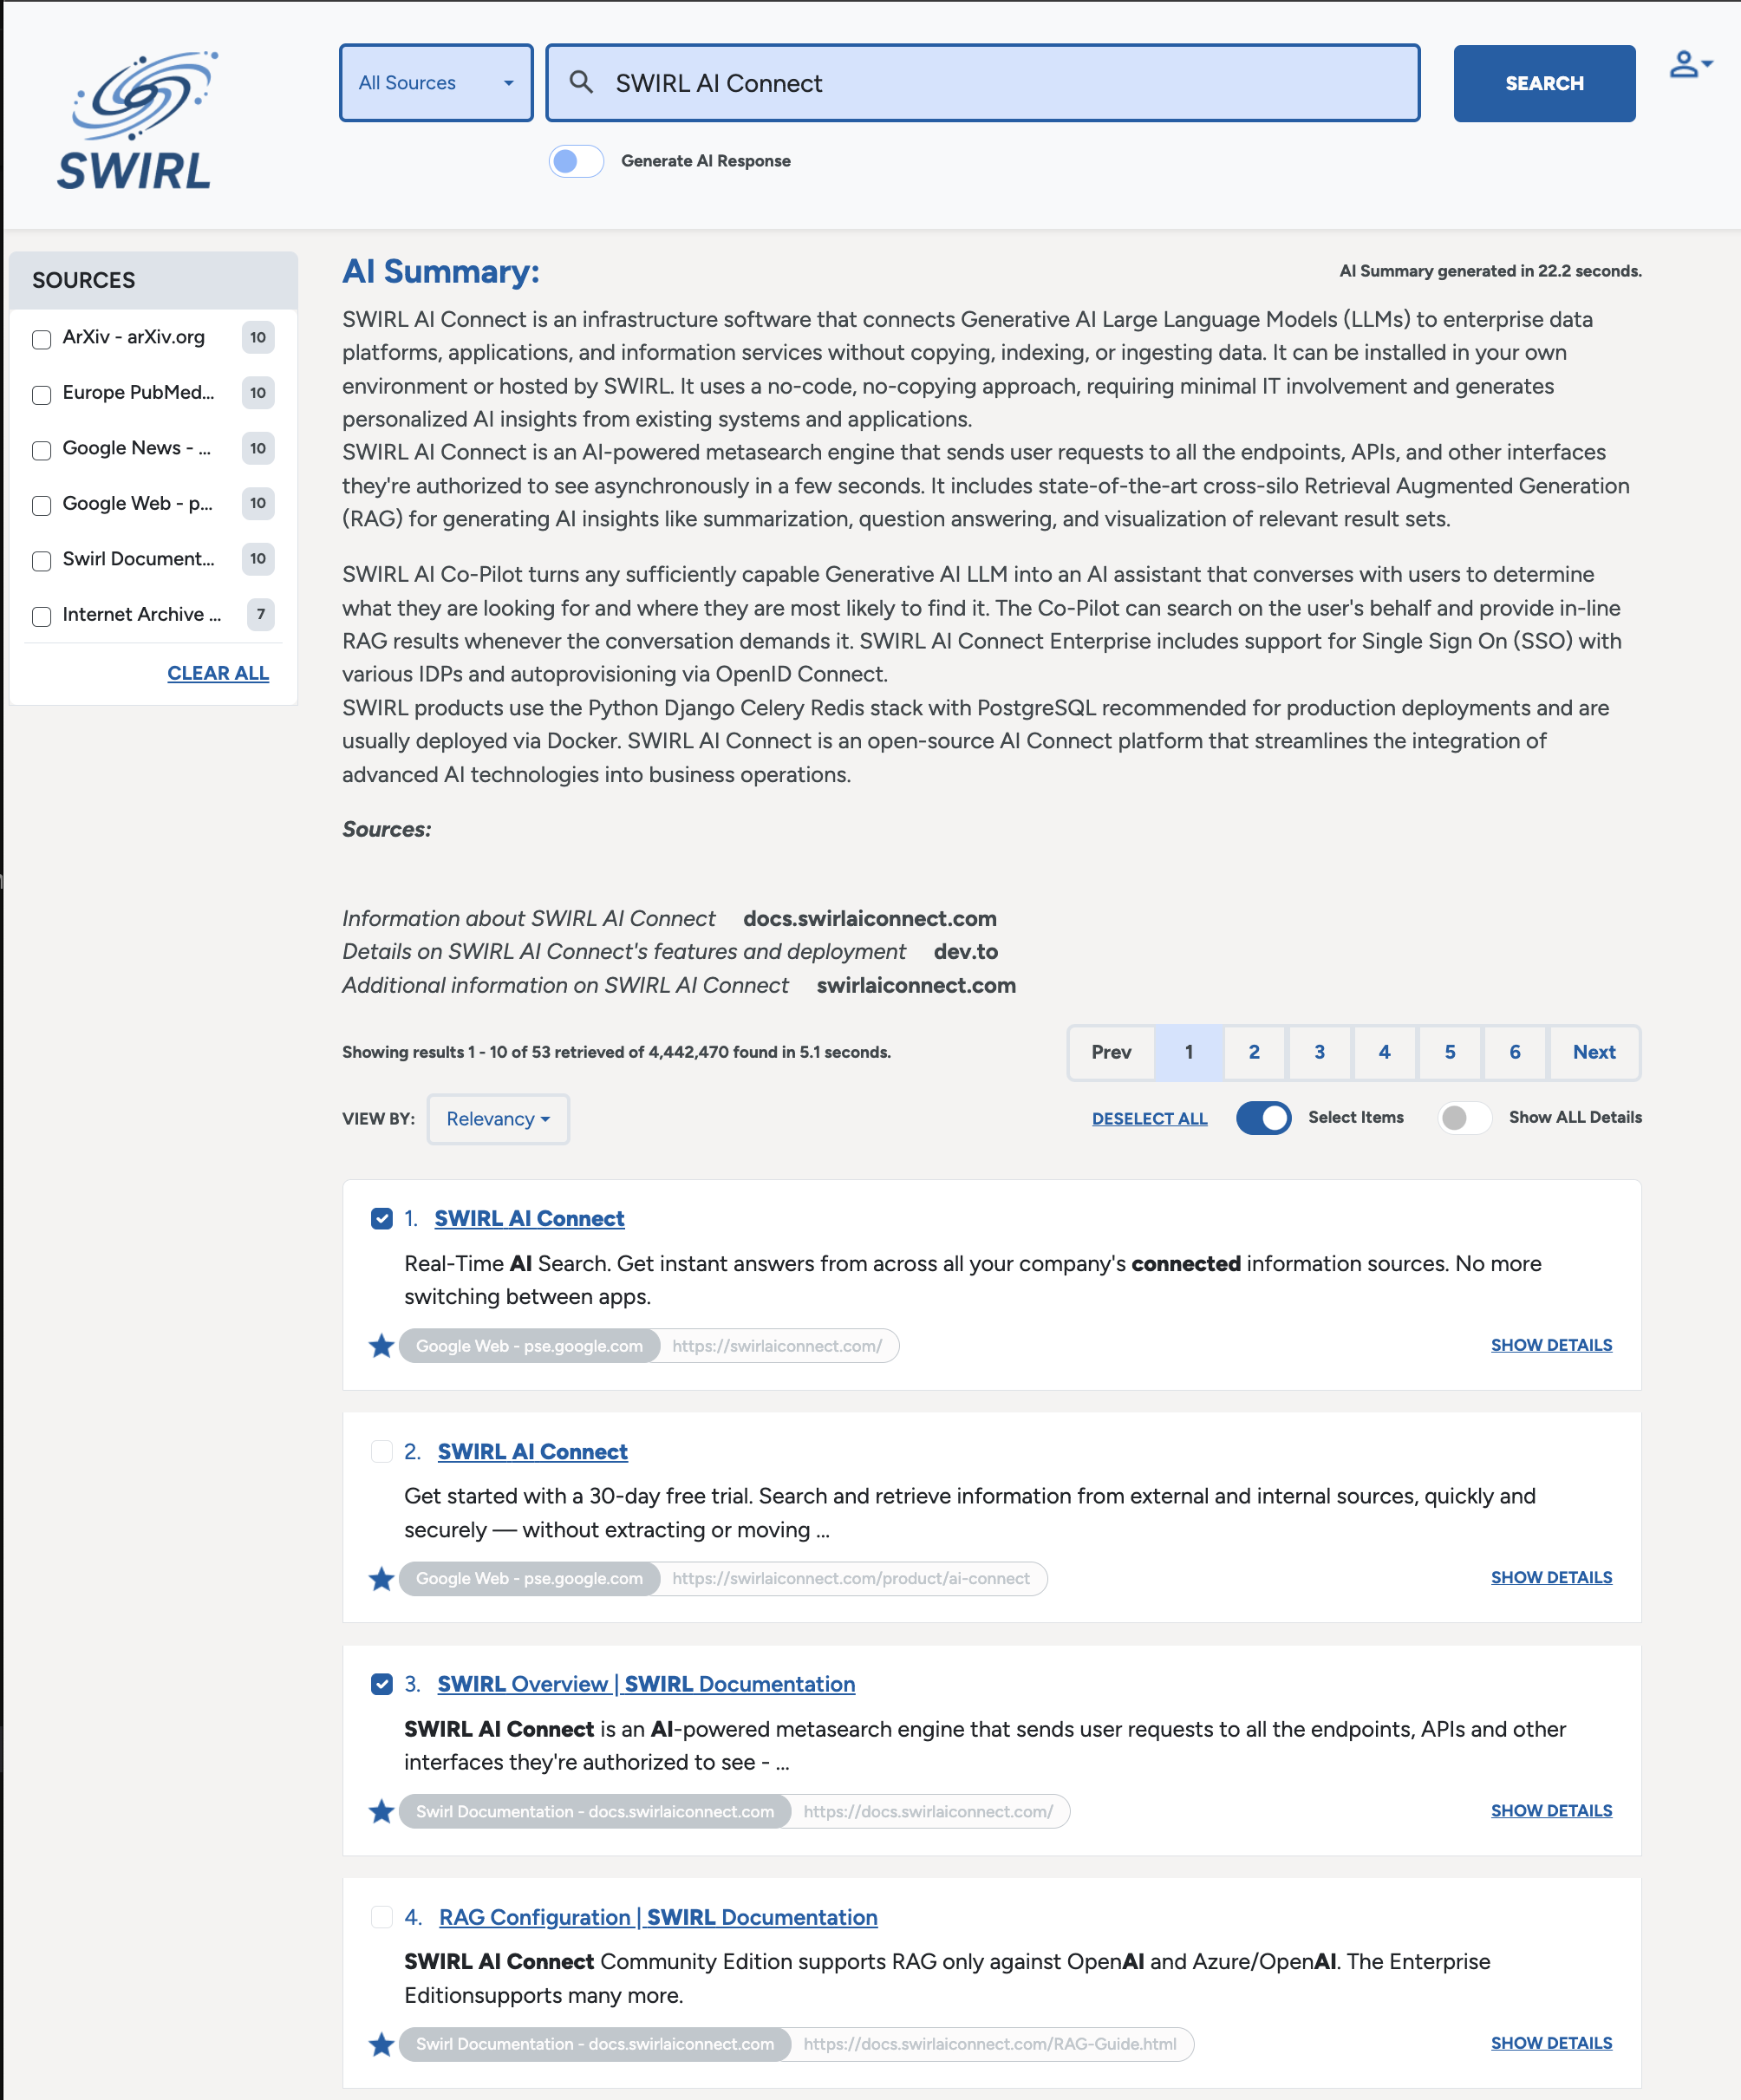 SWIRL
All Sources
SWIRL AI Connect
SEARCH
Generate AI Response
SOURCES
ArXiv - arXiv.org 10
Europe PubMed... 10
Google News - ... 10
Google Web - p... 10
Swirl Document... 10
Internet Archive ... 7
CLEAR ALL
AI Summary:
AI Summary generated in 22.2 seconds.
SWIRL AI Connect is an infrastructure software that connects Generative AI Large Language Models (LLMs) to enterprise data
platforms, applications, and information services without copying, indexing, or ingesting data. It can be installed in your own
environment or hosted by SWIRL. It uses a no-code, no-copying approach, requiring minimal IT involvement and generates
personalized AI insights from existing systems and applications.
SWIRL AI Connect is an AI-powered metasearch engine that sends user requests to all the endpoints, APIs, and other interfaces
they're authorized to see asynchronously in a few seconds. It includes state-of-the-art cross-silo Retrieval Augmented Generation
(RAG) for generating AI insights like summarization, question answering, and visualization of relevant result sets.
SWIRL AI Co-Pilot turns any sufficiently capable Generative AI LLM into an AI assistant that converses with users to determine
what they are looking for and where they are most likely to find it. The Co-Pilot can search on the user's behalf and provide in-line
RAG results whenever the conversation demands it. SWIRL AI Connect Enterprise includes support for Single Sign On (SSO) with
various IDPs and autoprovisioning via OpenID Connect.
SWIRL products use the Python Django Celery Redis stack with PostgreSQL recommended for production deployments and are
usually deployed via Docker. SWIRL AI Connect is an open-source AI Connect platform that streamlines the integration of
advanced AI technologies into business operations.
Sources:
Information about SWIRL AI Connect docs.swirlaiconnect.com
Details on SWIRL AI Connect's features and deployment dev.to
Additional information on SWIRL AI Connect swirlaiconnect.com
Showing results 1 - 10 of 53 retrieved of 4,442,470 found in 5.1 seconds.
Prev 1 2 3 4 5 6 Next
VIEW BY: Relevancy
DESELECT ALL Select Items Show ALL Details
1. SWIRL AI Connect
Real-Time AI Search. Get instant answers from across all your company's connected information sources. No more
switching between apps.
Google Web - pse.google.com https://swirlaiconnect.com/ SHOW DETAILS
2. SWIRL AI Connect
Get started with a 30-day free trial. Search and retrieve information from external and internal sources, quickly and
securely — without extracting or moving ...
Google Web - pse.google.com https://swirlaiconnect.com/product/ai-connect SHOW DETAILS
3. SWIRL Overview | SWIRL Documentation
SWIRL AI Connect is an AI-powered metasearch engine that sends user requests to all the endpoints, APIs and other
interfaces they're authorized to see - ...
Swirl Documentation - docs.swirlaiconnect.com https://docs.swirlaiconnect.com/ SHOW DETAILS
4. RAG Configuration | SWIRL Documentation
SWIRL AI Connect Community Edition supports RAG only against OpenAI and Azure/OpenAI. The Enterprise
Editionsupports many more.
Swirl Documentation - docs.swirlaiconnect.com https://docs.swirlaiconnect.com/RAG-Guide.html SHOW DETAILS